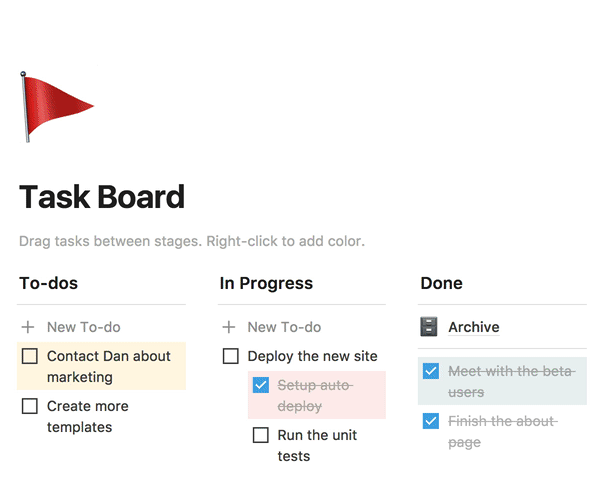 Task Board
Drag tasks between stages. Right-click to add color.
To-dos
New To-do
Contact Dan about
marketing
Create more
templates
In Progress
New To-do
Deploy the new site
Setup auto
deploy
Run the unit
tests
Done
Archive
Meet with the beta
users
Finish the about
page